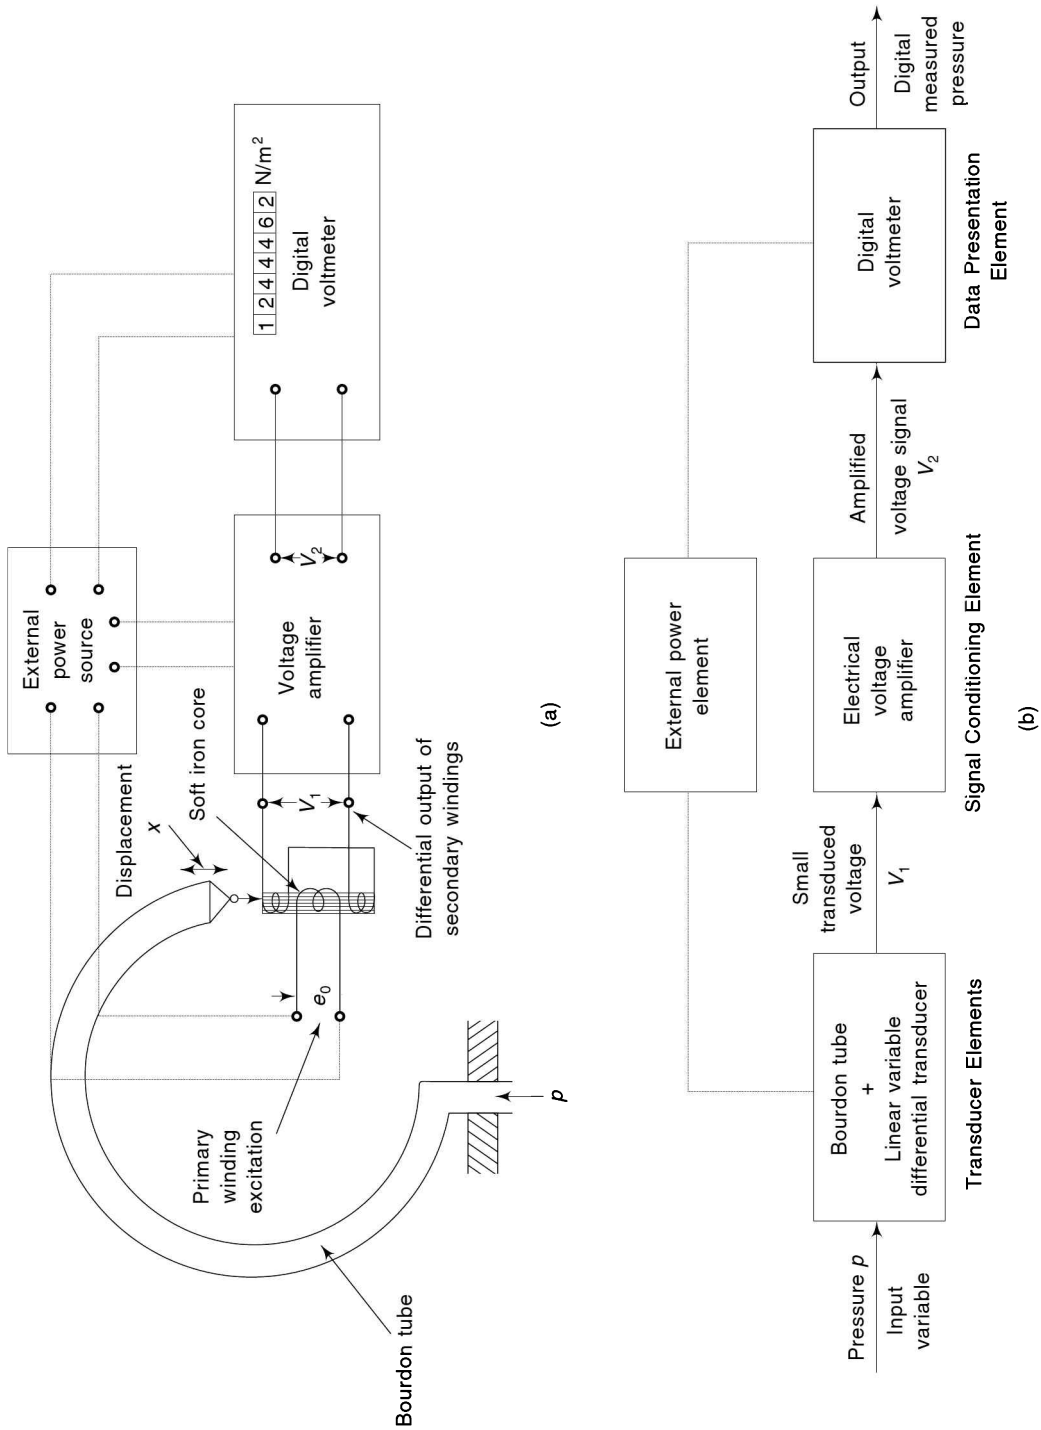 External
power
source
Displacement
x
Soft iron core
Voltage
amplifier
V2
V1
1 2 4 4 4 6 2 N/m²
Digital
voltmeter
Differential output of
secondary windings
e0
Primary
winding
excitation
Bourdon tube
p
(a)
External power
element
Pressure p
Input
variable
Bourdon tube
+
Linear variable
differential transducer
Transducer Elements
Small
transduced
voltage
V1
Electrical
voltage
amplifier
Signal Conditioning Element
Amplified
voltage signal
V2
Digital
voltmeter
Data Presentation
Element
Output
Digital
measured
pressure
(b)